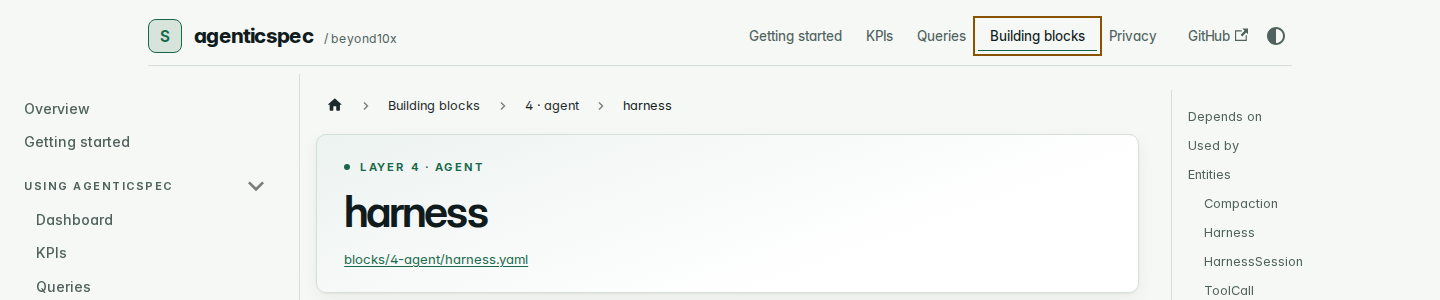 S agenticspec / beyond10x Getting started KPIs Queries Building blocks Privacy GitHub
Overview
Getting started
USING AGENTICSPEC
Dashboard
KPIs
Queries
Building blocks > 4 · agent > harness
LAYER 4 · AGENT
harness
blocks/4-agent/harness.yaml
Depends on
Used by
Entities
Compaction
Harness
HarnessSession
ToolCall